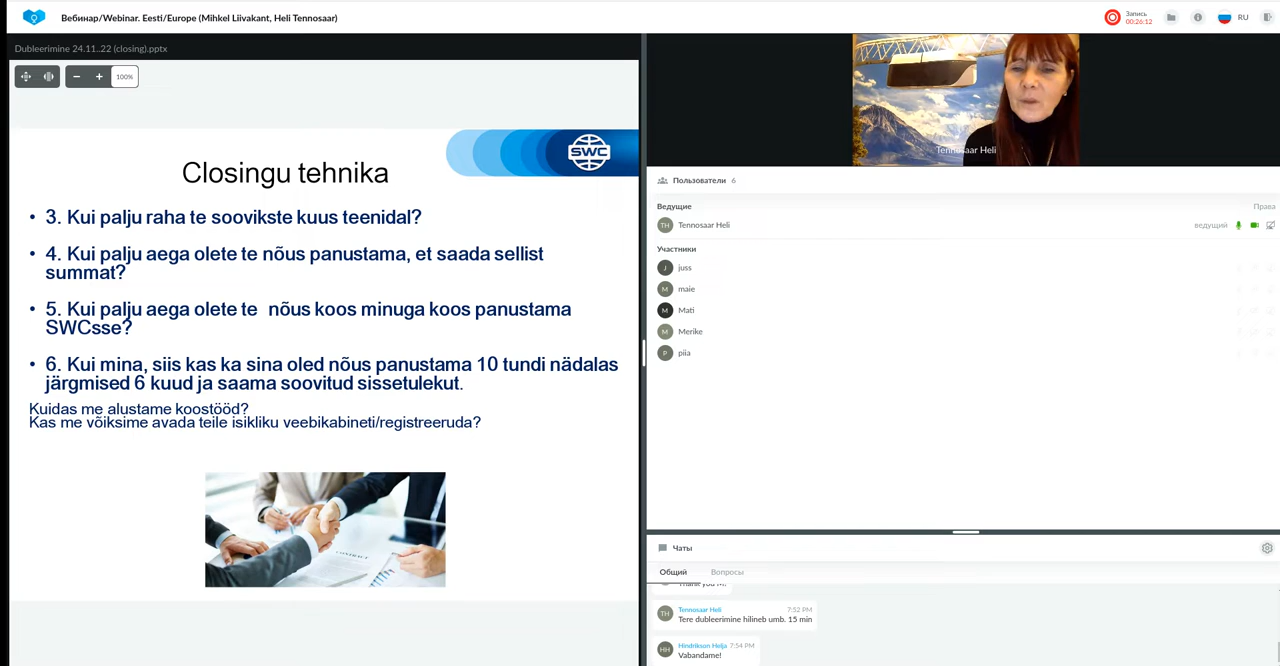 Вебинар/Webinar. Eesti/Europe (Mihkel Liivakant, Heli Tennosaar)
Запись
00:26:12
RU
Dubleerimine 24.11..22 (closing).pptx
100%
SWC
Closingu tehnika
• 3. Kui palju raha te soovikste kuus teenidal?
• 4. Kui palju aega olete te nõus panustama, et saada sellist
summat?
• 5. Kui palju aega olete te nõus koos minuga koos panustama
SWCsse?
• 6. Kui mina, siis kas ka sina oled nõus panustama 10 tundi nädalas
järgmised 6 kuud ja saama soovitud sissetulekut.
Kuidas me alustame koostööd?
Kas me võiksime avada teile isikliku veebikabineti/registreeruda?
CONTRACT
Tennosaar Heli
Пользователи 6
Ведущие
Права
TH Tennosaar Heli
ведущий
Участники
J juss
M maie
M Mati
M Merike
P piia
Чаты
Общий
Вопросы
Thank you M!
TH Tennosaar Heli 7:52 PM
Tere dubleerimine hilineb umb. 15 min
HH Hindrikson Helja 7:54 PM
Vabandame!